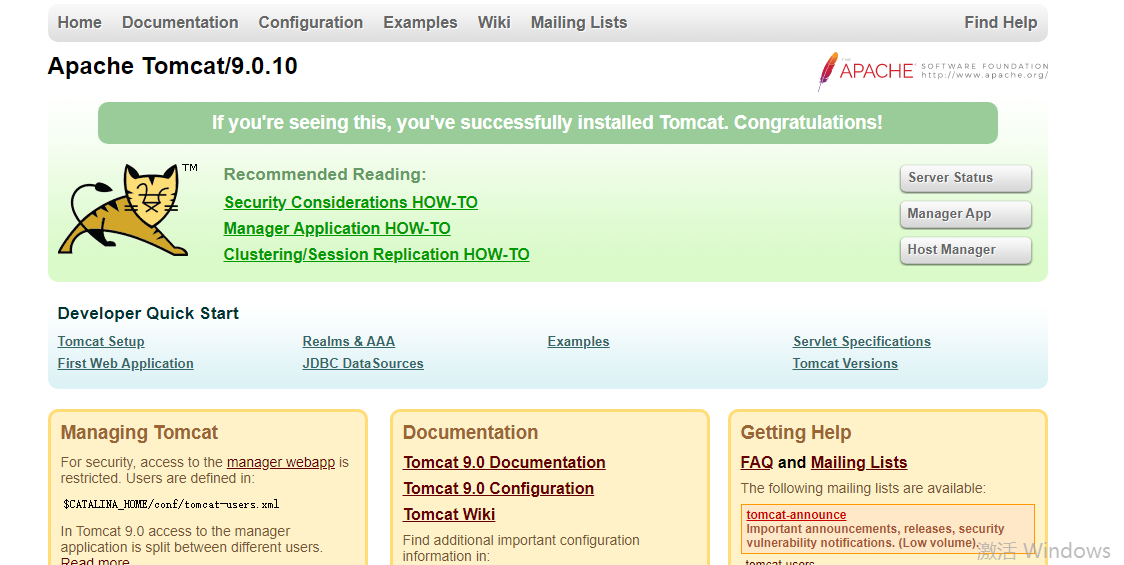 Home Documentation Configuration Examples Wiki Mailing Lists Find Help
Apache Tomcat/9.0.10
THE
APACHE
SOFTWARE FOUNDATION
http://www.apache.org/
If you're seeing this, you've successfully installed Tomcat. Congratulations!
TM
Recommended Reading:
Security Considerations HOW-TO
Manager Application HOW-TO
Clustering/Session Replication HOW-TO
Server Status
Manager App
Host Manager
Developer Quick Start
Tomcat Setup
First Web Application
Realms & AAA
JDBC DataSources
Examples
Servlet Specifications
Tomcat Versions
Managing Tomcat
For security, access to the manager webapp is
restricted. Users are defined in:
$CATALINA_HOME/conf/tomcat-users.xml
In Tomcat 9.0 access to the manager
application is split between different users.
Read more
Documentation
Tomcat 9.0 Documentation
Tomcat 9.0 Configuration
Tomcat Wiki
Find additional important configuration
information in:
Getting Help
FAQ and Mailing Lists
The following mailing lists are available:
tomcat-announce
Important announcements, releases, security
vulnerability notifications. (Low volume).
tomcat-users
激活 Windows